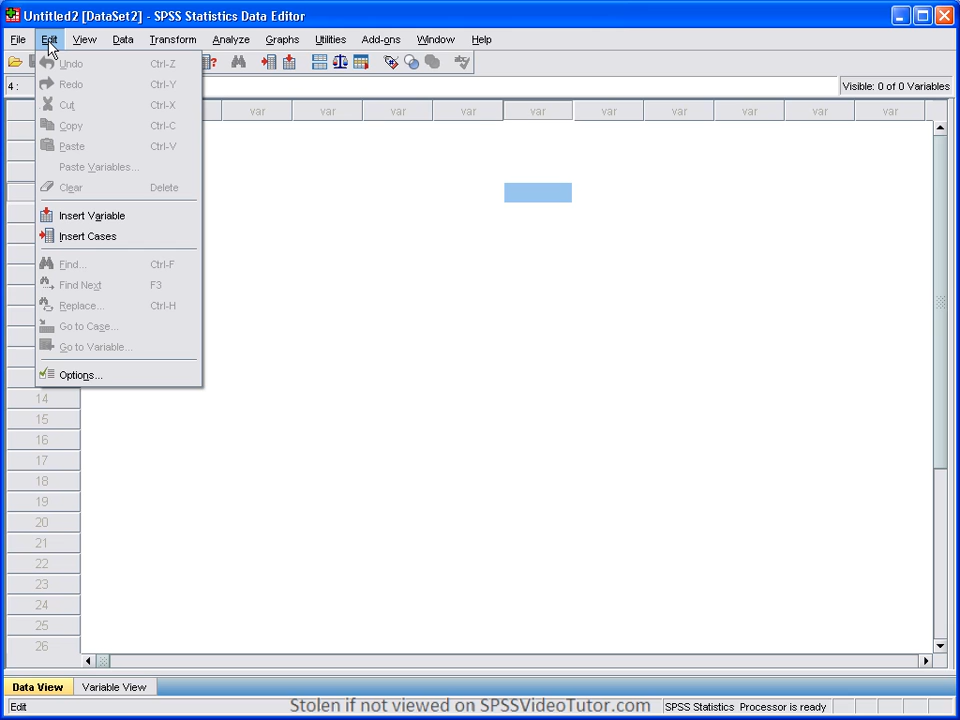 Untitled2 [DataSet2] - SPSS Statistics Data Editor
File Edit View Data Transform Analyze Graphs Utilities Add-ons Window Help
4 :
Visible: 0 of 0 Variables
Undo Ctrl-Z
Redo Ctrl-Y
Cut Ctrl-X
Copy Ctrl-C
Paste Ctrl-V
Paste Variables...
Clear Delete
Insert Variable
Insert Cases
Find... Ctrl-F
Find Next F3
Replace... Ctrl-H
Go to Case...
Go to Variable...
Options...
var var var var var var var var var var
14
15
16
17
18
19
20
21
22
23
24
25
26
Data View Variable View
Edit
Stolen if not viewed on SPSSVideoTutor.com
SPSS Statistics Processor is ready